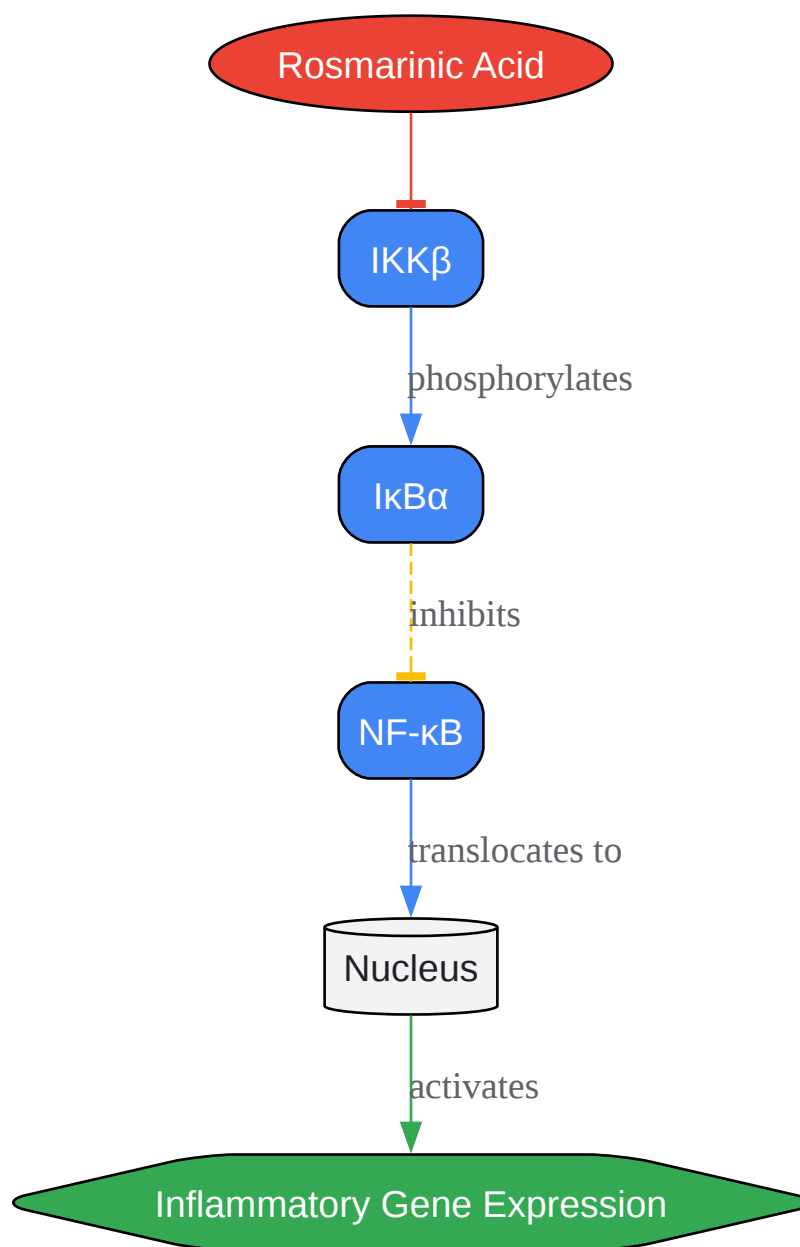 Rosmarinic Acid
IKKβ
phosphorylates
IκBα
inhibits
NF-κB
translocates to
Nucleus
activates
Inflammatory Gene Expression